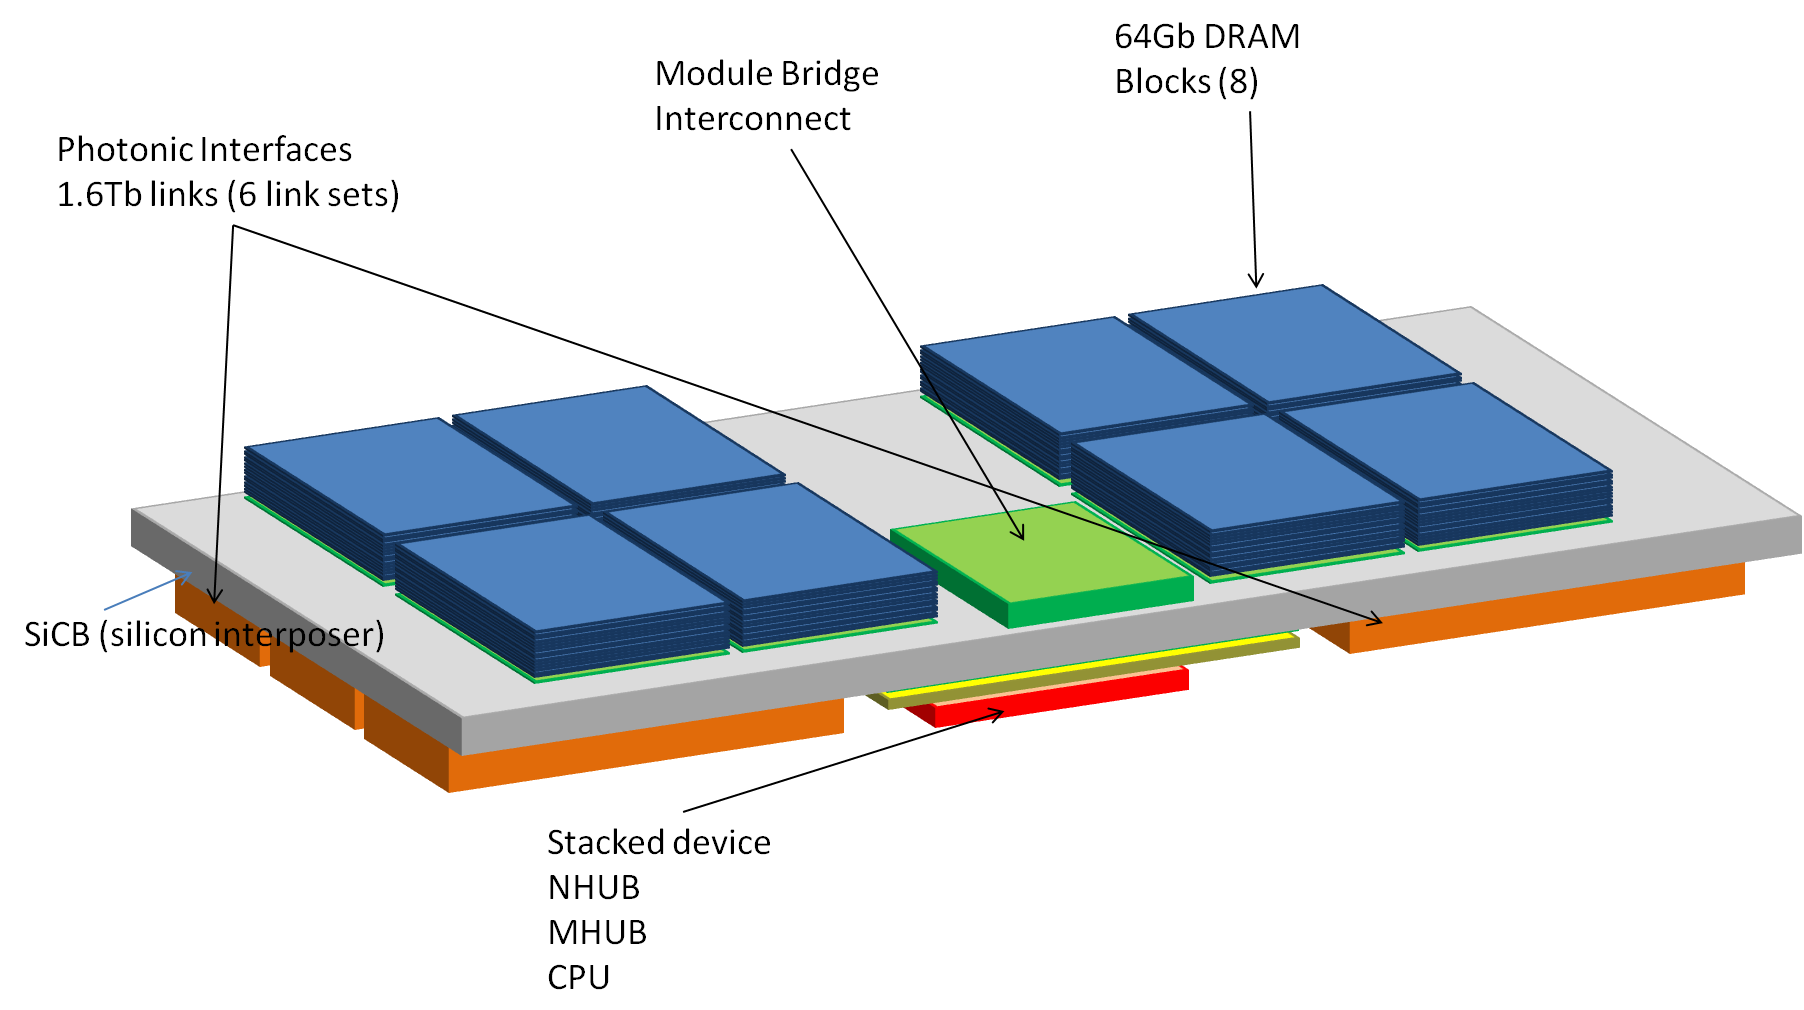 64Gb DRAM
Blocks (8)
Module Bridge
Interconnect
Photonic Interfaces
1.6Tb links (6 link sets)
SiCB (silicon interposer)
Stacked device
NHUB
MHUB
CPU